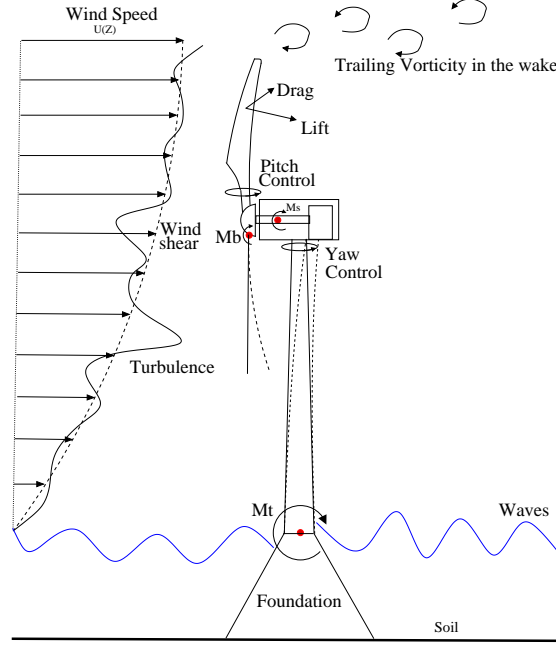 Wind Speed
U(Z)
Trailing Vorticity in the wake
Drag
Lift
Pitch
Control
Ms
Mb
Wind
shear
Yaw
Control
Turbulence
Mt
Waves
Foundation
Soil